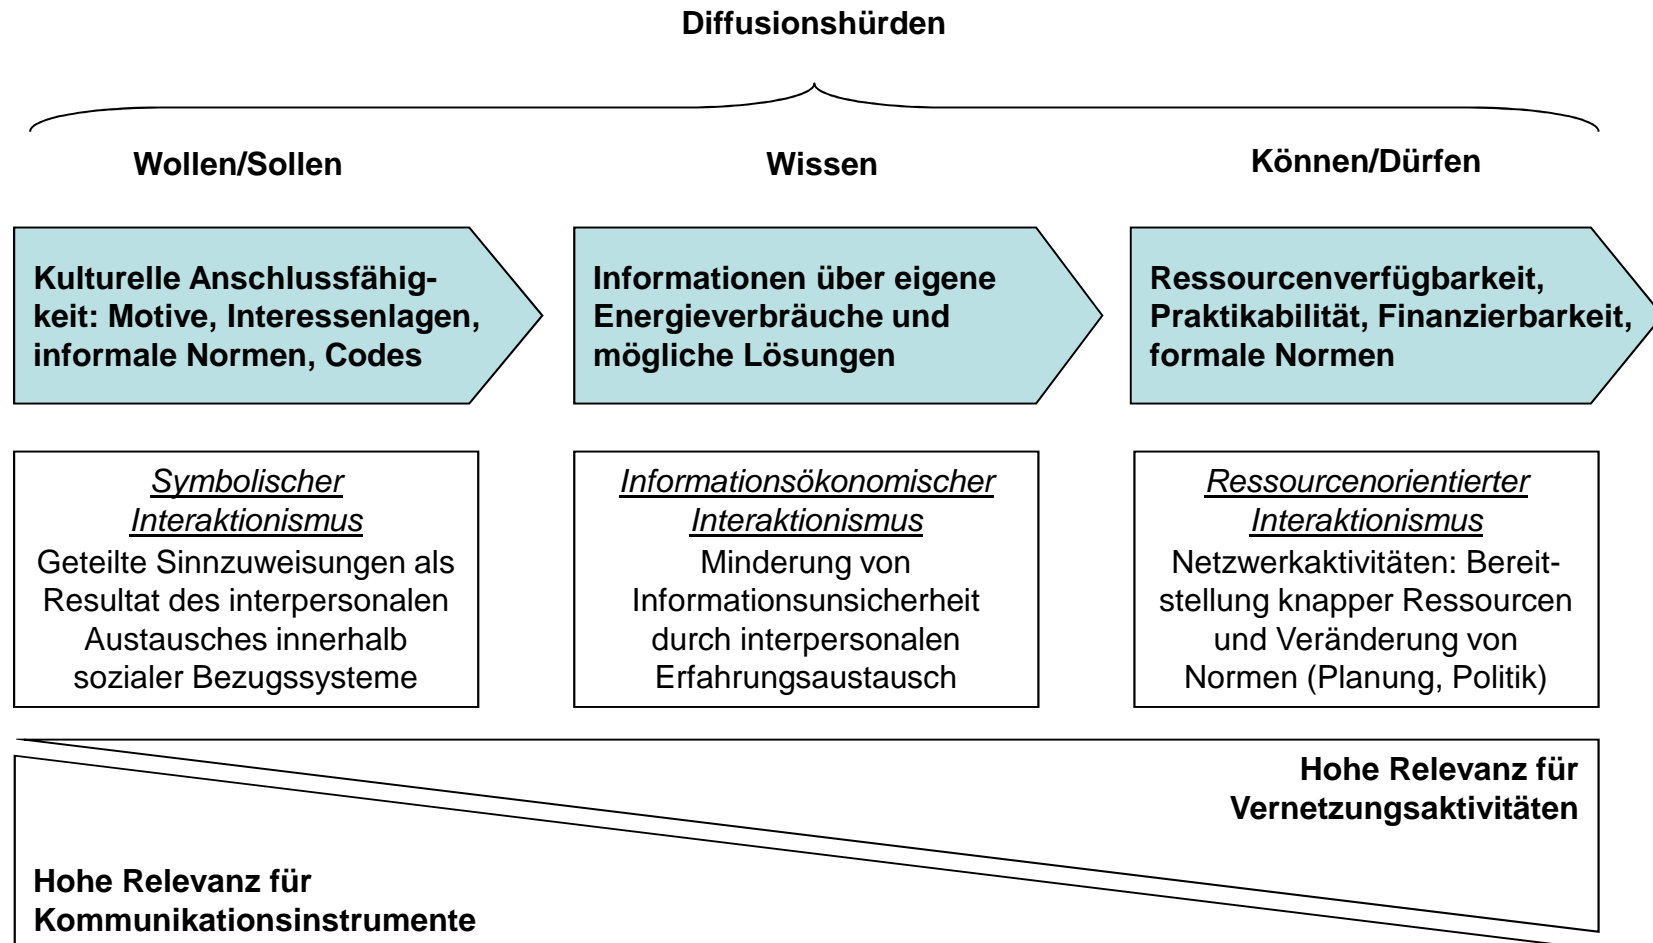 Diffusionshürden
Wollen/Sollen
Wissen
Können/Dürfen
Kulturelle Anschlussfähig-
keit: Motive, Interessenlagen,
informale Normen, Codes
Informationen über eigene
Energieverbräuche und
mögliche Lösungen
Ressourcenverfügbarkeit,
Praktikabilität, Finanzierbarkeit,
formale Normen
Symbolischer
Interaktionismus
Geteilte Sinnzuweisungen als
Resultat des interpersonalen
Austausches innerhalb
sozialer Bezugssysteme
Informationsökonomischer
Interaktionismus
Minderung von
Informationsunsicherheit
durch interpersonalen
Erfahrungsaustausch
Ressourcenorientierter
Interaktionismus
Netzwerkaktivitäten: Bereit-
stellung knapper Ressourcen
und Veränderung von
Normen (Planung, Politik)
Hohe Relevanz für
Vernetzungsaktivitäten
Hohe Relevanz für
Kommunikationsinstrumente